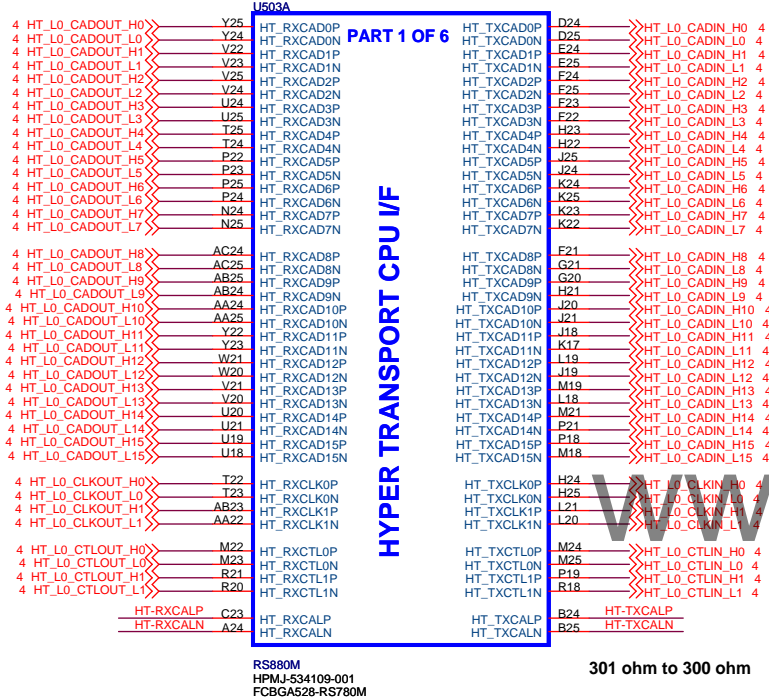 U503A
PART 1 OF 6
HYPER TRANSPORT CPU I/F
4 HT_L0_CADOUT_H0 Y25 HT_RXCAD0P HT_TXCAD0P D24 HT_L0_CADIN_H0 4
4 HT_L0_CADOUT_L0 Y24 HT_RXCAD0N HT_TXCAD0N D25 HT_L0_CADIN_L0 4
4 HT_L0_CADOUT_H1 V22 HT_RXCAD1P HT_TXCAD1P E24 HT_L0_CADIN_H1 4
4 HT_L0_CADOUT_L1 V23 HT_RXCAD1N HT_TXCAD1N E25 HT_L0_CADIN_L1 4
4 HT_L0_CADOUT_H2 V25 HT_RXCAD2P HT_TXCAD2P F24 HT_L0_CADIN_H2 4
4 HT_L0_CADOUT_L2 V24 HT_RXCAD2N HT_TXCAD2N F25 HT_L0_CADIN_L2 4
4 HT_L0_CADOUT_H3 U24 HT_RXCAD3P HT_TXCAD3P F23 HT_L0_CADIN_H3 4
4 HT_L0_CADOUT_L3 U25 HT_RXCAD3N HT_TXCAD3N F22 HT_L0_CADIN_L3 4
4 HT_L0_CADOUT_H4 T25 HT_RXCAD4P HT_TXCAD4P H23 HT_L0_CADIN_H4 4
4 HT_L0_CADOUT_L4 T24 HT_RXCAD4N HT_TXCAD4N H22 HT_L0_CADIN_L4 4
4 HT_L0_CADOUT_H5 P22 HT_RXCAD5P HT_TXCAD5P J25 HT_L0_CADIN_H5 4
4 HT_L0_CADOUT_L5 P23 HT_RXCAD5N HT_TXCAD5N J24 HT_L0_CADIN_L5 4
4 HT_L0_CADOUT_H6 P25 HT_RXCAD6P HT_TXCAD6P K24 HT_L0_CADIN_H6 4
4 HT_L0_CADOUT_L6 P24 HT_RXCAD6N HT_TXCAD6N K25 HT_L0_CADIN_L6 4
4 HT_L0_CADOUT_H7 N24 HT_RXCAD7P HT_TXCAD7P K23 HT_L0_CADIN_H7 4
4 HT_L0_CADOUT_L7 N25 HT_RXCAD7N HT_TXCAD7N K22 HT_L0_CADIN_L7 4
4 HT_L0_CADOUT_H8 AC24 HT_RXCAD8P HT_TXCAD8P F21 HT_L0_CADIN_H8 4
4 HT_L0_CADOUT_L8 AC25 HT_RXCAD8N HT_TXCAD8N G21 HT_L0_CADIN_L8 4
4 HT_L0_CADOUT_H9 AB25 HT_RXCAD9P HT_TXCAD9P G20 HT_L0_CADIN_H9 4
4 HT_L0_CADOUT_L9 AB24 HT_RXCAD9N HT_TXCAD9N H21 HT_L0_CADIN_L9 4
4 HT_L0_CADOUT_H10 AA24 HT_RXCAD10P HT_TXCAD10P J20 HT_L0_CADIN_H10 4
4 HT_L0_CADOUT_L10 AA25 HT_RXCAD10N HT_TXCAD10N J21 HT_L0_CADIN_L10 4
4 HT_L0_CADOUT_H11 Y22 HT_RXCAD11P HT_TXCAD11P J18 HT_L0_CADIN_H11 4
4 HT_L0_CADOUT_L11 Y23 HT_RXCAD11N HT_TXCAD11N K17 HT_L0_CADIN_L11 4
4 HT_L0_CADOUT_H12 W21 HT_RXCAD12P HT_TXCAD12P L19 HT_L0_CADIN_H12 4
4 HT_L0_CADOUT_L12 W20 HT_RXCAD12N HT_TXCAD12N J19 HT_L0_CADIN_L12 4
4 HT_L0_CADOUT_H13 V21 HT_RXCAD13P HT_TXCAD13P M19 HT_L0_CADIN_H13 4
4 HT_L0_CADOUT_L13 V20 HT_RXCAD13N HT_TXCAD13N L18 HT_L0_CADIN_L13 4
4 HT_L0_CADOUT_H14 U20 HT_RXCAD14P HT_TXCAD14P M21 HT_L0_CADIN_H14 4
4 HT_L0_CADOUT_L14 U21 HT_RXCAD14N HT_TXCAD14N P21 HT_L0_CADIN_L14 4
4 HT_L0_CADOUT_H15 U19 HT_RXCAD15P HT_TXCAD15P P18 HT_L0_CADIN_H15 4
4 HT_L0_CADOUT_L15 U18 HT_RXCAD15N HT_TXCAD15N M18 HT_L0_CADIN_L15 4
4 HT_L0_CLKOUT_H0 T22 HT_RXCLK0P HT_TXCLK0P H24 HT_L0_CLKIN_H0 4
4 HT_L0_CLKOUT_L0 T23 HT_RXCLK0N HT_TXCLK0N H25 HT_L0_CLKIN_L0 4
4 HT_L0_CLKOUT_H1 AB23 HT_RXCLK1P HT_TXCLK1P L21 HT_L0_CLKIN_H1 4
4 HT_L0_CLKOUT_L1 AA22 HT_RXCLK1N HT_TXCLK1N L20 HT_L0_CLKIN_L1 4
4 HT_L0_CTLOUT_H0 M22 HT_RXCTL0P HT_TXCTL0P M24 HT_L0_CTLIN_H0 4
4 HT_L0_CTLOUT_L0 M23 HT_RXCTL0N HT_TXCTL0N M25 HT_L0_CTLIN_L0 4
4 HT_L0_CTLOUT_H1 R21 HT_RXCTL1P HT_TXCTL1P P19 HT_L0_CTLIN_H1 4
4 HT_L0_CTLOUT_L1 R20 HT_RXCTL1N HT_TXCTL1N R18 HT_L0_CTLIN_L1 4
HT-RXCALP C23 HT_RXCALP HT_TXCALP B24 HT-TXCALP
HT-RXCALN A24 HT_RXCALN HT_TXCALN B25 HT-TXCALN
RS880M
HPMJ-534109-001
FCBGA528-RS780M
301 ohm to 300 ohm